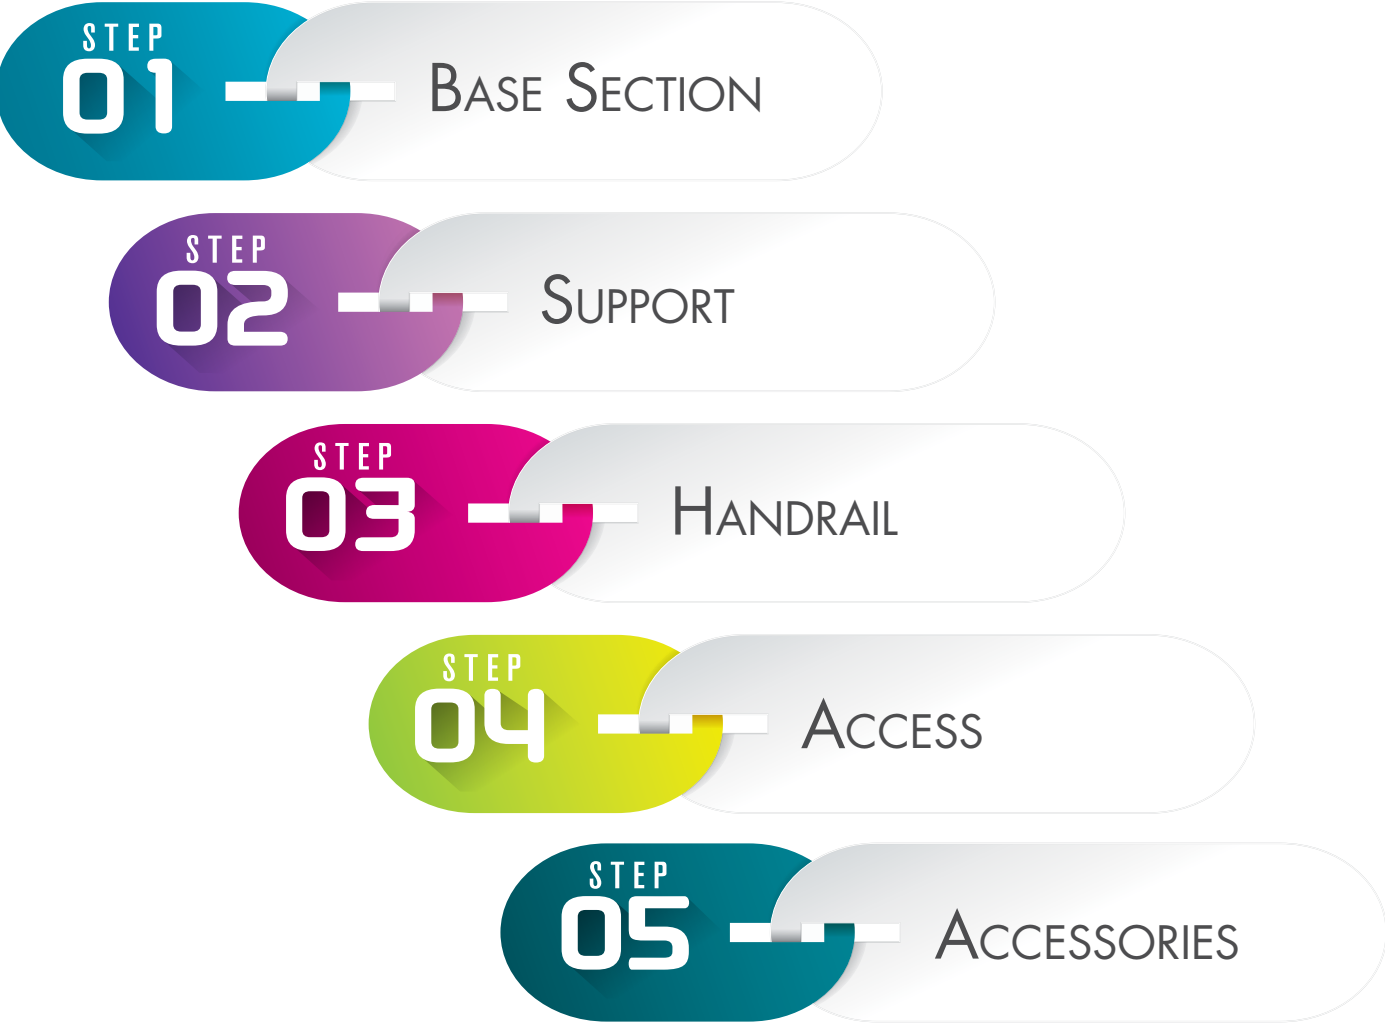 STEP
01
BASE SECTION
STEP
02
SUPPORT
STEP
03
HANDRAIL
STEP
04
ACCESS
STEP
05
ACCESSORIES